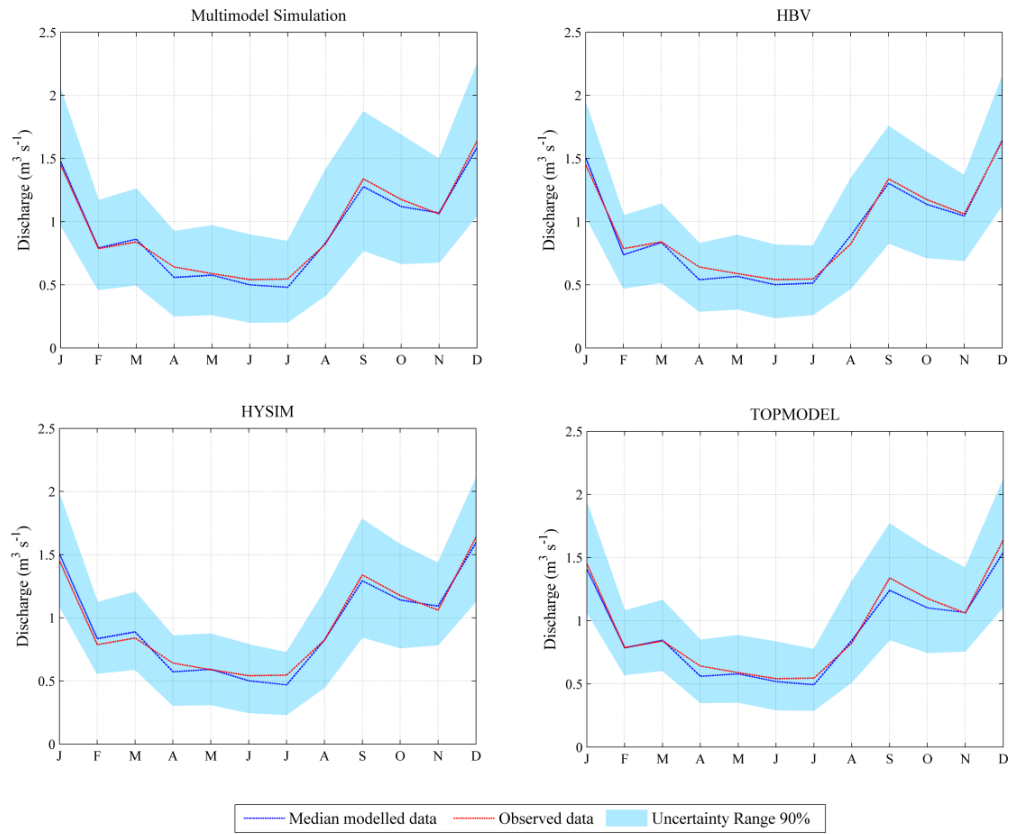 Multimodel Simulation
2.5
2
1.5
1
0.5
0
Discharge (m³ s⁻¹)
J F M A M J J A S O N D
HBV
2.5
2
1.5
1
0.5
0
Discharge (m³ s⁻¹)
J F M A M J J A S O N D
HYSIM
2.5
2
1.5
1
0.5
0
Discharge (m³ s⁻¹)
J F M A M J J A S O N D
TOPMODEL
2.5
2
1.5
1
0.5
0
Discharge (m³ s⁻¹)
J F M A M J J A S O N D
Median modelled data Observed data Uncertainty Range 90%